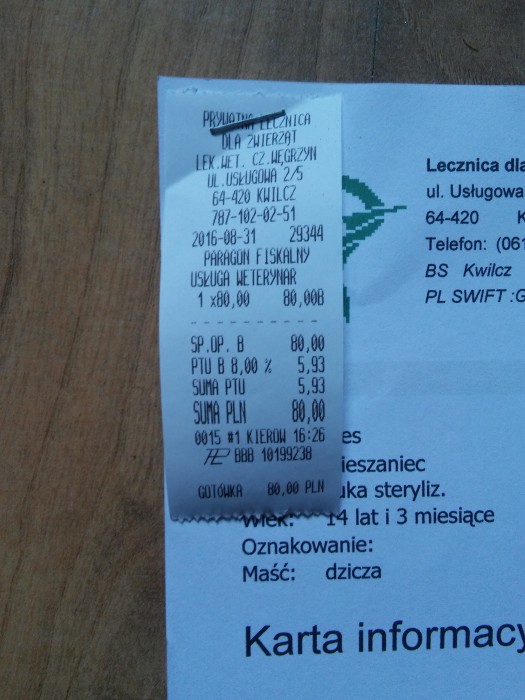 PRYWATNA LECZNICA
DLA ZWIERZĄT
LEK.WET. CZ.WĘGRZYN
UL.USŁUGOWA 2/5
64-420 KWILCZ
787-102-02-51
2016-08-31 29344
PARAGON FISKALNY
USŁUGA WETERYNAR
1 x80,00 80,00B
SP.OP. B 80,00
PTU B 8,00 % 5,93
SUMA PTU 5,93
SUMA PLN 80,00
0015 #1 KIEROW 16:26
BBB 10199238
GOTÓWKA 80,00 PLN
Lecznica dla
ul. Usługowa
64-420 K
Telefon: (061
BS Kwilcz
PL SWIFT :G
es
ieszaniec
uka steryliz.
Wiek: 14 lat i 3 miesiące
Oznakowanie:
Maść: dzicza
Karta informacy